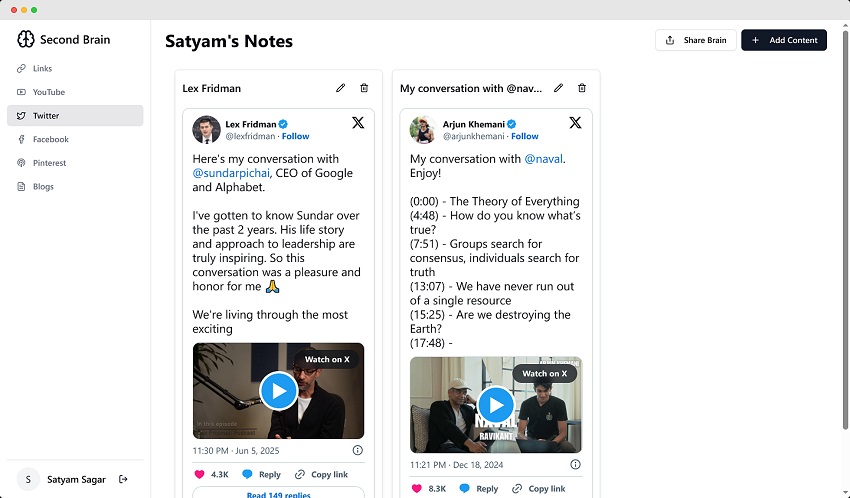 Second Brain
Links
YouTube
Twitter
Facebook
Pinterest
Blogs
S
Satyam Sagar
Satyam's Notes
Share Brain
Add Content
Lex Fridman
Lex Fridman
@lexfridman · Follow
Here's my conversation with
@sundarpichai, CEO of Google
and Alphabet.
I've gotten to know Sundar over
the past 2 years. His life story
and approach to leadership are
truly inspiring. So this
conversation was a pleasure and
honor for me 🙏
We're living through the most
exciting
Watch on X
In this episode
11:30 PM · Jun 5, 2025
4.3K
Reply
Copy link
Read 149 replies
My conversation with @nav...
Arjun Khemani
@arjunkhemani · Follow
My conversation with @naval.
Enjoy!
(0:00) - The Theory of Everything
(4:48) - How do you know what's
true?
(7:51) - Groups search for
consensus, individuals search for
truth
(13:07) - We have never run out
of a single resource
(15:25) - Are we destroying the
Earth?
(17:48) -
ARJUN KHEMANI
Watch on X
NAVAL
RAVIKANT
11:21 PM · Dec 18, 2024
8.3K
Reply
Copy link